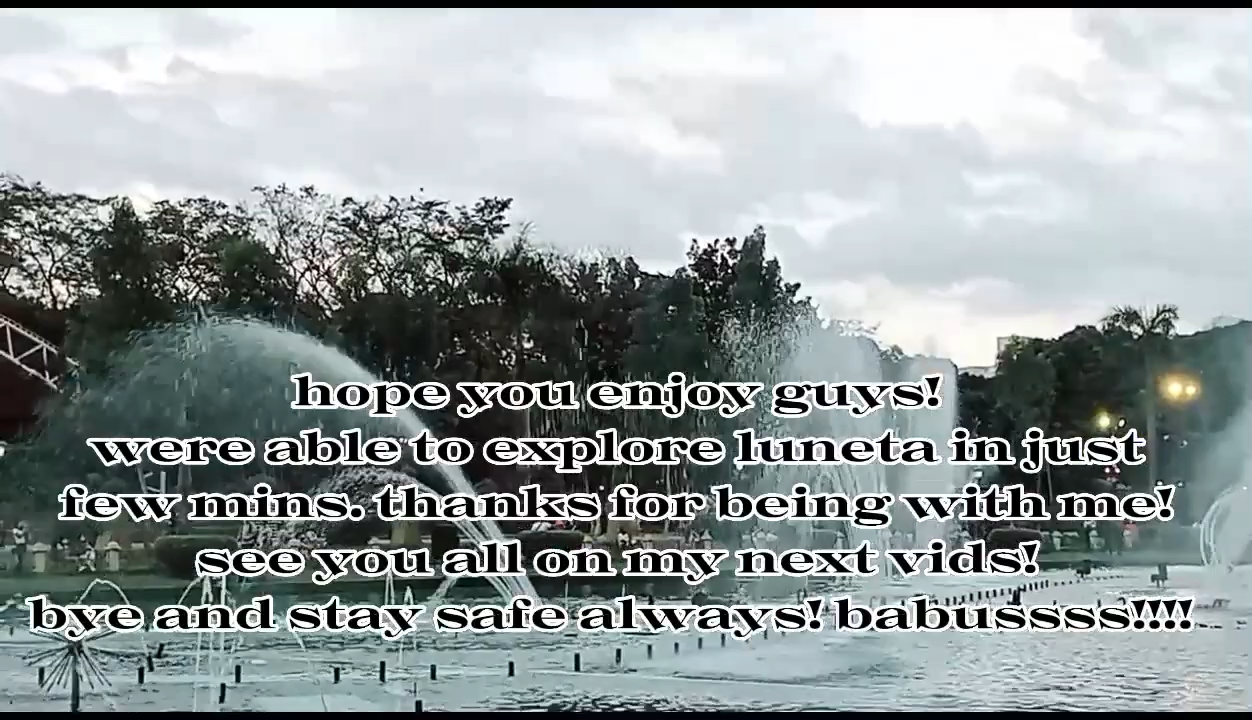 hope you enjoy guys!
were able to explore luneta in just
few mins. thanks for being with me!
see you all on my next vids!
bye and stay safe always! babussss!!!!